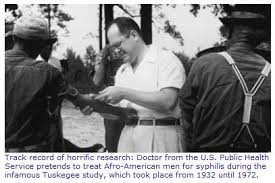 Track record of horrific research: Doctor from the U.S. Public Health
Service pretends to treat Afro-American men for syphilis during the
infamous Tuskegee study, which took place from 1932 until 1972.